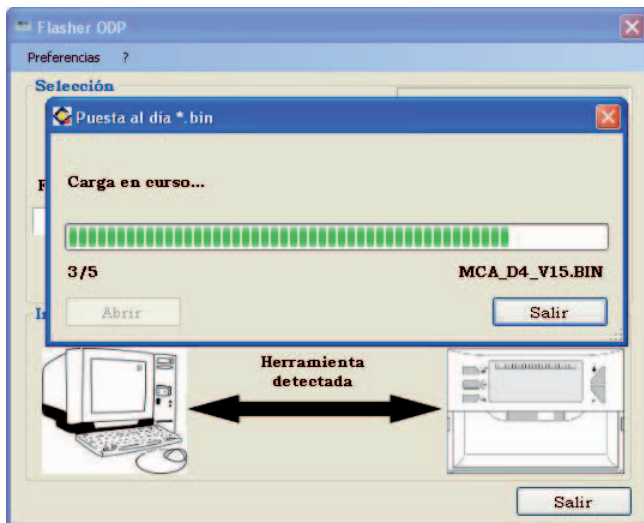 Flasher ODP
Preferencias ?
Selección
Puesta al día *.bin
Carga en curso...
3/5 MCA_D4_V15.BIN
Abrir Salir
Herramienta
detectada
Salir